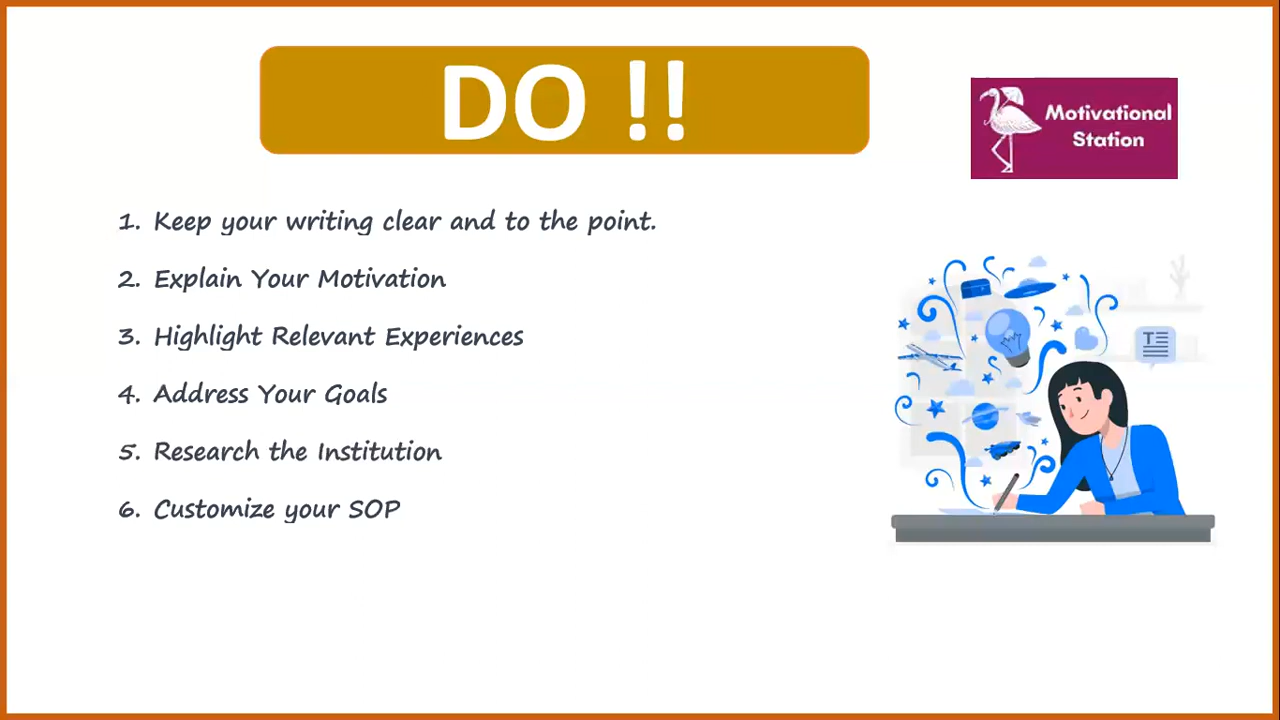 DO !!
Motivational
Station
1. Keep your writing clear and to the point.
2. Explain Your Motivation
3. Highlight Relevant Experiences
4. Address Your Goals
5. Research the Institution
6. Customize your SOP